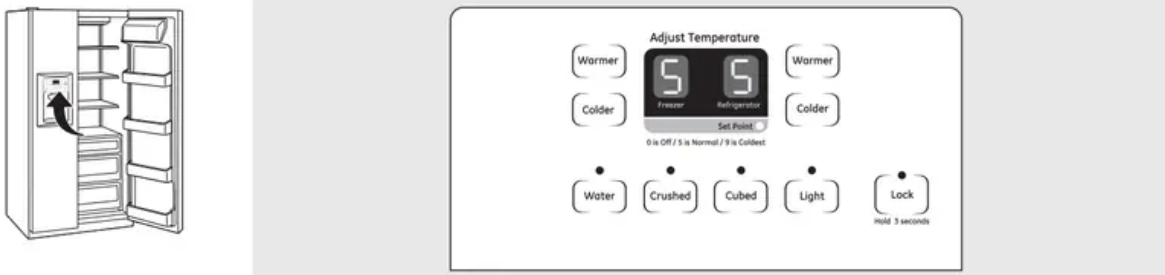 Adjust Temperature
Warmer
Warmer
5 5
Freezer Refrigerator
Colder
Colder
Set Point
0 is Off / 5 is Normal / 9 is Coldest
Water Crushed Cubed Light Lock
Hold 3 seconds